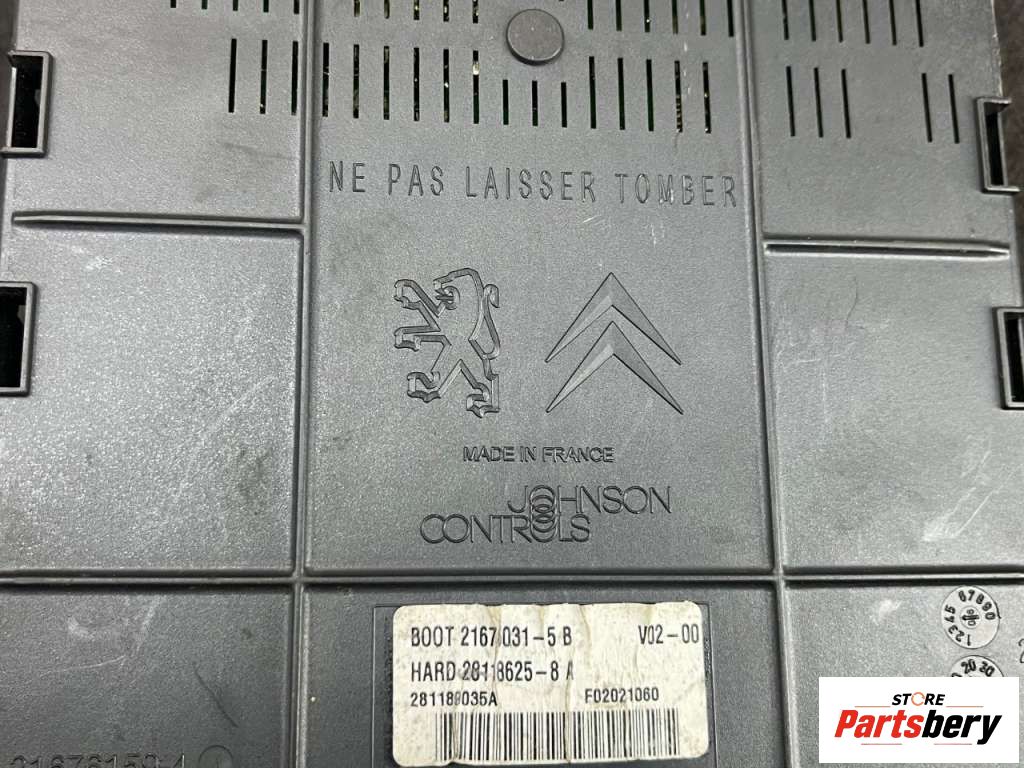 NE PAS LAISSER TOMBER
MADE IN FRANCE
JOHNSON
CONTROLS
BOOT 2167031-5 B V02-00
HARD 28118625-8 A
281189035A F02021060
STORE
Partsbery